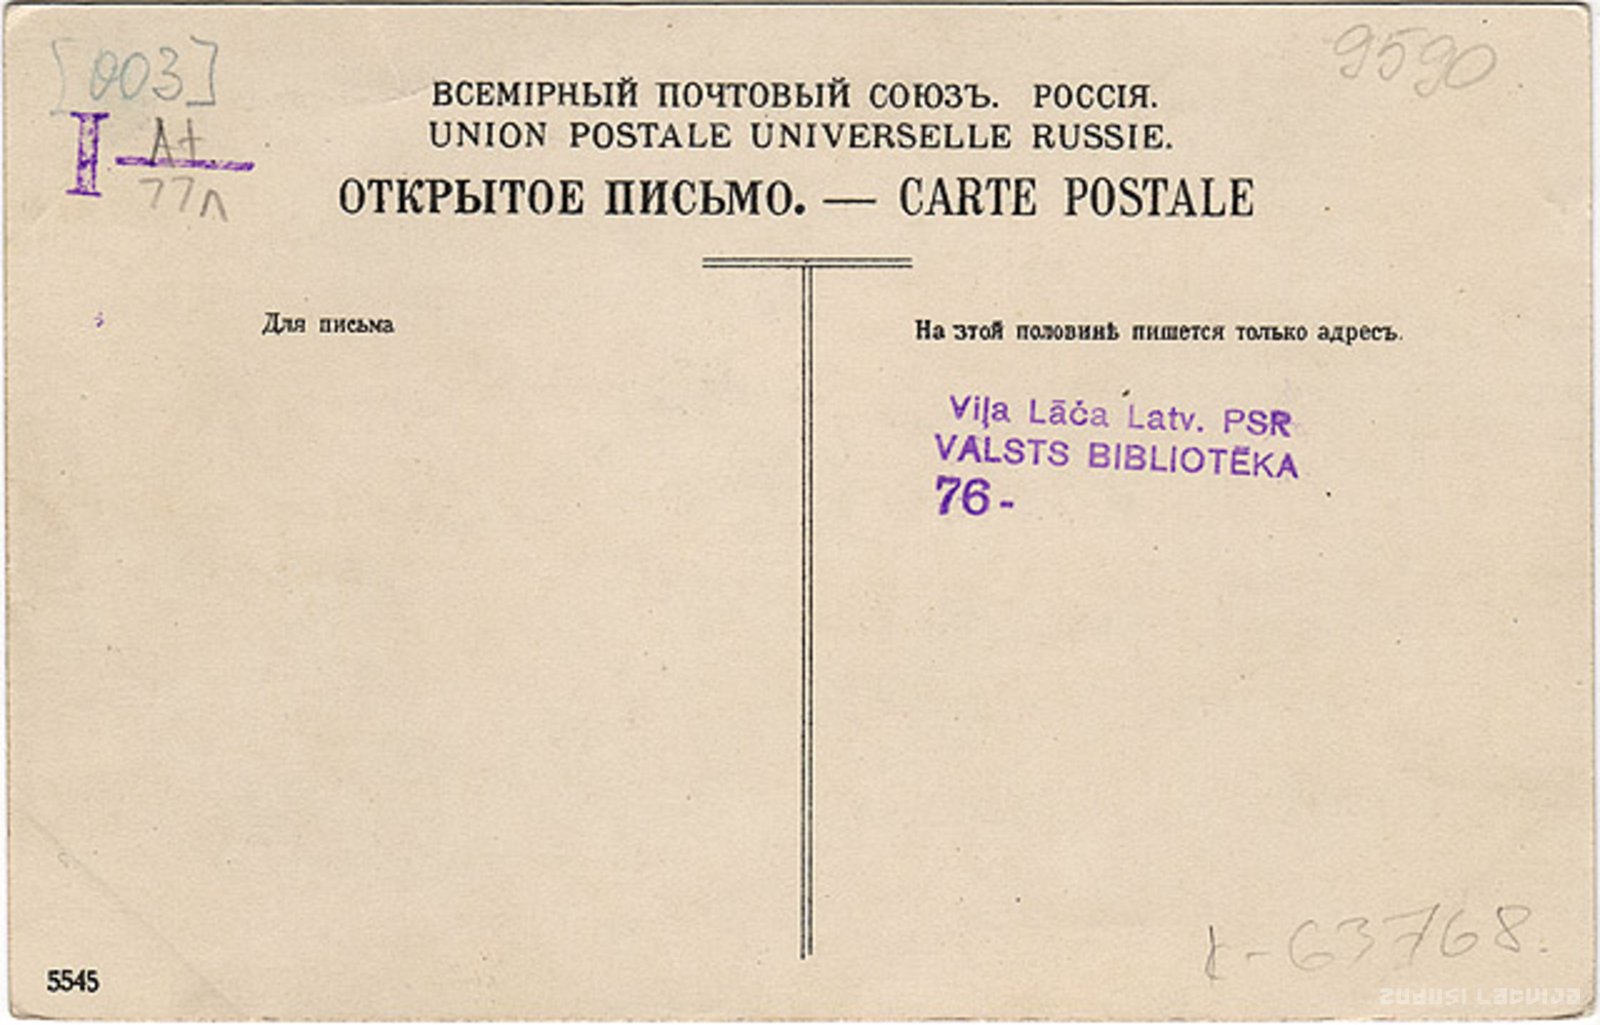 [003]
9590
ВСЕМІРНЫЙ ПОЧТОВЫЙ СОЮЗЪ. РОССІЯ.
UNION POSTALE UNIVERSELLE RUSSIE.
I A+
77л
ОТКРЫТОЕ ПИСЬМО. — CARTE POSTALE
Для письма
На этой половинѣ пишется только адресъ.
Viļa Lāča Latv. PSR
VALSTS BIBLIOTĒKA
76-
K-63768.
5545
zudusi Latvija